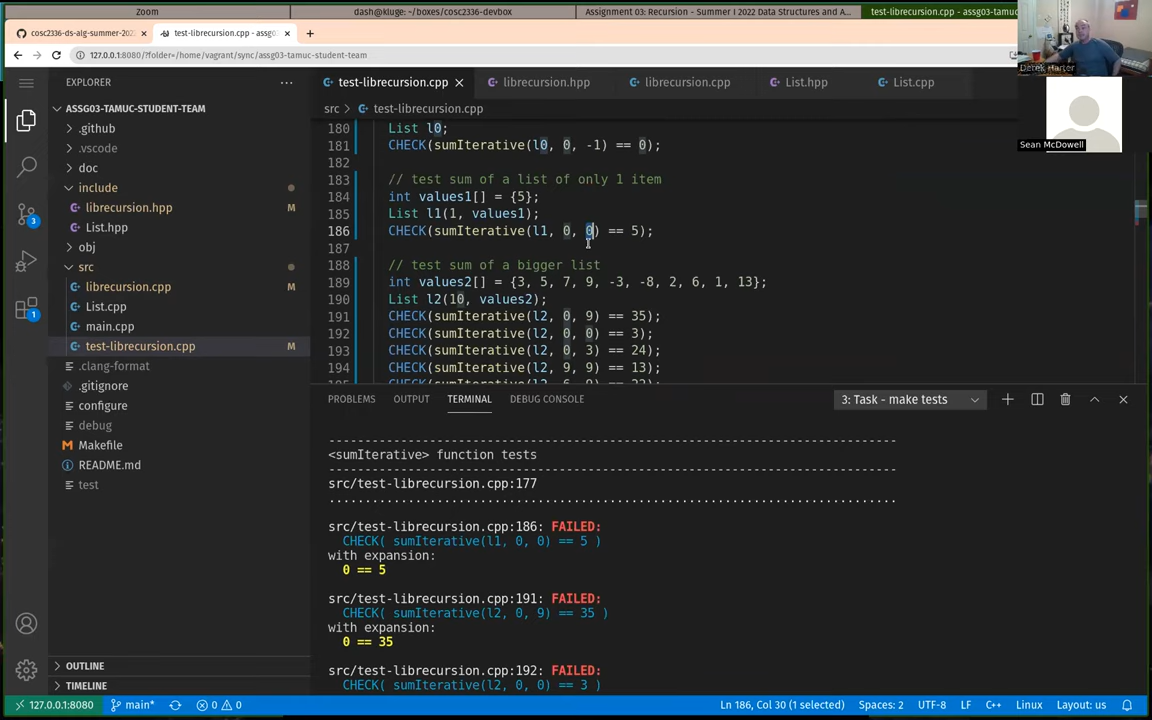 Zoom
dash@kluge: ~/boxes/cosc2336-devbox
Assignment 03: Recursion - Summer I 2022 Data Structures and A...
test-librecursion.cpp - assg03-tamuc
cosc2336-ds-alg-summer-202
test-librecursion.cpp - assg0
127.0.0.1:8080/?folder=/home/vagrant/sync/assg03-tamuc-student-team
Derek Harter
Sean McDowell
EXPLORER
ASSG03-TAMUC-STUDENT-TEAM
.github
.vscode
doc
include
librecursion.hpp M
List.hpp
obj
src
librecursion.cpp M
List.cpp
main.cpp
test-librecursion.cpp M
.clang-format
.gitignore
configure
debug
Makefile
README.md
test
OUTLINE
TIMELINE
3
1
test-librecursion.cpp
librecursion.hpp
librecursion.cpp
List.hpp
List.cpp
src > test-librecursion.cpp
180 List l0;
181 CHECK(sumIterative(l0, 0, -1) == 0);
182
183 // test sum of a list of only 1 item
184 int values1[] = {5};
185 List l1(1, values1);
186 CHECK(sumIterative(l1, 0, 0) == 5);
187
188 // test sum of a bigger list
189 int values2[] = {3, 5, 7, 9, -3, -8, 2, 6, 1, 13};
190 List l2(10, values2);
191 CHECK(sumIterative(l2, 0, 9) == 35);
192 CHECK(sumIterative(l2, 0, 0) == 3);
193 CHECK(sumIterative(l2, 0, 3) == 24);
194 CHECK(sumIterative(l2, 9, 9) == 13);
PROBLEMS OUTPUT TERMINAL DEBUG CONSOLE
3: Task - make tests
-------------------------------------------------------------------------------
<sumIterative> function tests
-------------------------------------------------------------------------------
src/test-librecursion.cpp:177
...............................................................................
src/test-librecursion.cpp:186: FAILED:
CHECK( sumIterative(l1, 0, 0) == 5 )
with expansion:
0 == 5
src/test-librecursion.cpp:191: FAILED:
CHECK( sumIterative(l2, 0, 9) == 35 )
with expansion:
0 == 35
src/test-librecursion.cpp:192: FAILED:
CHECK( sumIterative(l2, 0, 0) == 3 )
127.0.0.1:8080
main*
0 0
Ln 186, Col 30 (1 selected)
Spaces: 2
UTF-8
LF
C++
Linux
Layout: us